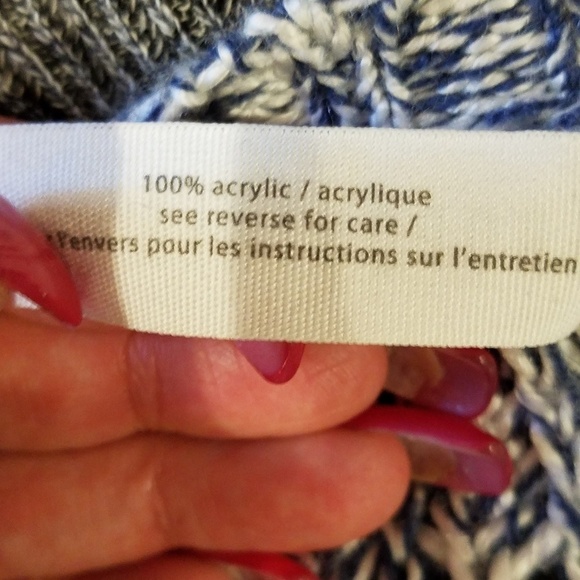 100% acrylic / acrylique
see reverse for care /
l'envers pour les instructions sur l'entretien